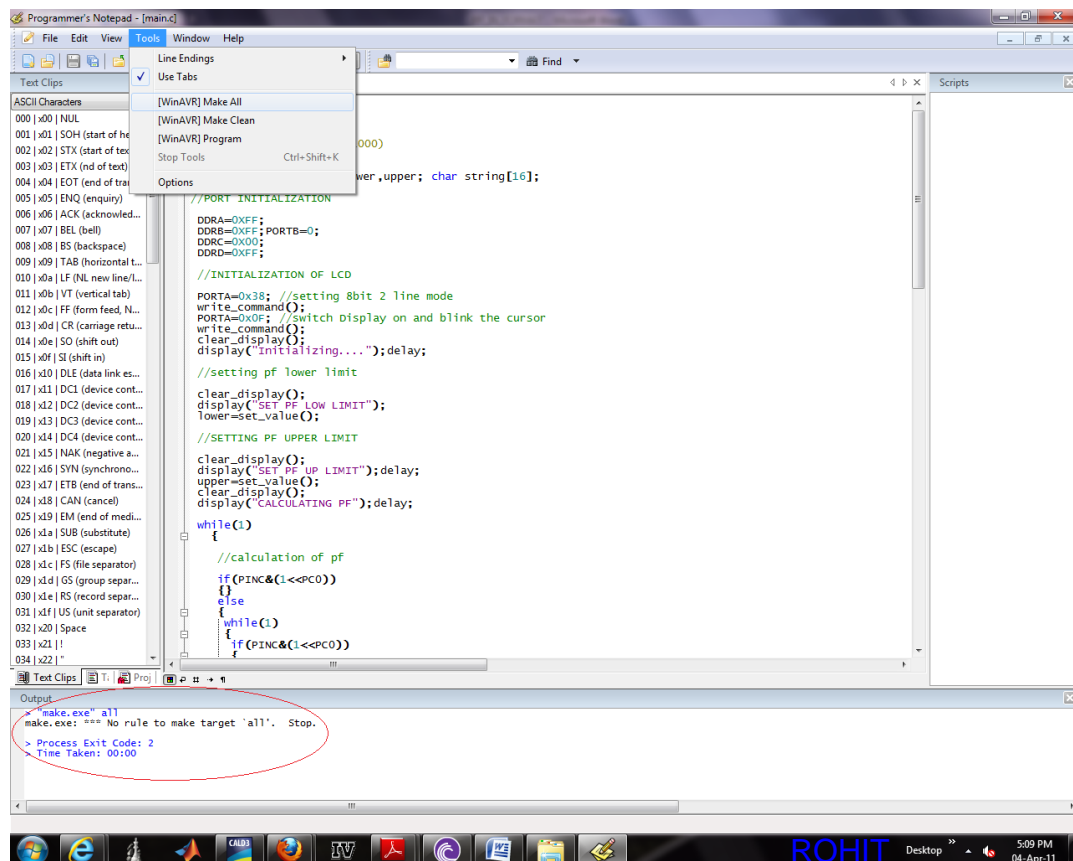 Programmer's Notepad - [main.c]
File Edit View Tools Window Help
Find
Line Endings
Use Tabs
[WinAVR] Make All
[WinAVR] Make Clean
[WinAVR] Program
Stop Tools Ctrl+Shift+K
Options
Text Clips
ASCII Characters
000 | x00 | NUL
001 | x01 | SOH (start of he
002 | x02 | STX (start of tex
003 | x03 | ETX (nd of text)
004 | x04 | EOT (end of tra
005 | x05 | ENQ (enquiry)
006 | x06 | ACK (acknowled...
007 | x07 | BEL (bell)
008 | x08 | BS (backspace)
009 | x09 | TAB (horizontal t...
010 | x0a | LF (NL new line/l...
011 | x0b | VT (vertical tab)
012 | x0c | FF (form feed, N...
013 | x0d | CR (carriage retu...
014 | x0e | SO (shift out)
015 | x0f | SI (shift in)
016 | x10 | DLE (data link es...
017 | x11 | DC1 (device cont...
018 | x12 | DC2 (device cont...
019 | x13 | DC3 (device cont...
020 | x14 | DC4 (device cont...
021 | x15 | NAK (negative a...
022 | x16 | SYN (synchrono...
023 | x17 | ETB (end of trans...
024 | x18 | CAN (cancel)
025 | x19 | EM (end of medi...
026 | x1a | SUB (substitute)
027 | x1b | ESC (escape)
028 | x1c | FS (file separator)
029 | x1d | GS (group separ...
030 | x1e | RS (record separ...
031 | x1f | US (unit separator)
032 | x20 | Space
033 | x21 | !
034 | x22 | "
Text Clips Proj
000)
wer,upper; char string[16];
//PORT INITIALIZATION
DDRA=0XFF;
DDRB=0XFF;PORTB=0;
DDRC=0X00;
DDRD=0XFF;
//INITIALIZATION OF LCD
PORTA=0x38; //setting 8bit 2 line mode
write_command();
PORTA=0x0F; //switch Display on and blink the cursor
write_command();
clear_display();
display("Initializing....");delay;
//setting pf lower limit
clear_display();
display("SET PF LOW LIMIT");
lower=set_value();
//SETTING PF UPPER LIMIT
clear_display();
display("SET PF UP LIMIT");delay;
upper=set_value();
clear_display();
display("CALCULATING PF");delay;
while(1)
{
//calculation of pf
if(PINC&(1<<PC0))
{}
else
{
while(1)
{
if(PINC&(1<<PC0))
{
Scripts
Output
> "make.exe" all
make.exe: *** No rule to make target `all'.  Stop.
> Process Exit Code: 2
> Time Taken: 00:00
CALD3
IV
ROHIT
Desktop
5:09 PM
04-Apr-11